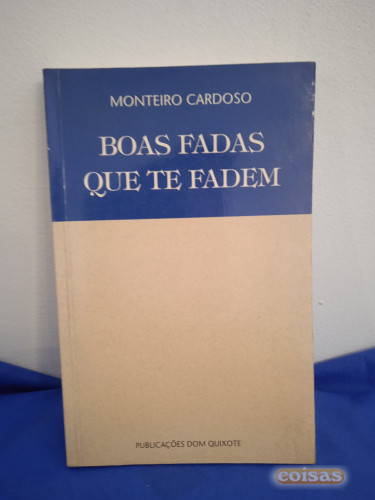 MONTEIRO CARDOSO
BOAS FADAS
QUE TE FADEM
PUBLICAÇÕES DOM QUIXOTE
coisas